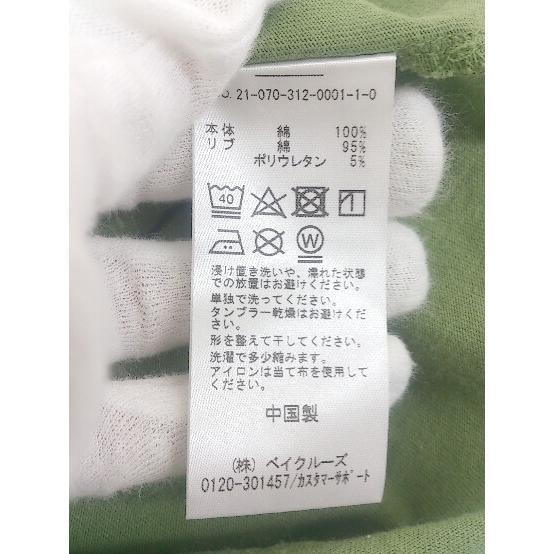 21-070-312-0001-1-0
本体 綿 100%
リブ 綿 95%
ポリウレタン 5%
40
W
浸け置き洗いや、濡れた状態
での放置はお避けください。
単独で洗ってください。
タンブラー乾燥はお避けくだ
さい。
形を整えて干してください。
洗濯で多少縮みます。
アイロンは当て布を使用して
ください。
中国製
(株) ベイクルーズ
0120-301457/カスタマーサポート